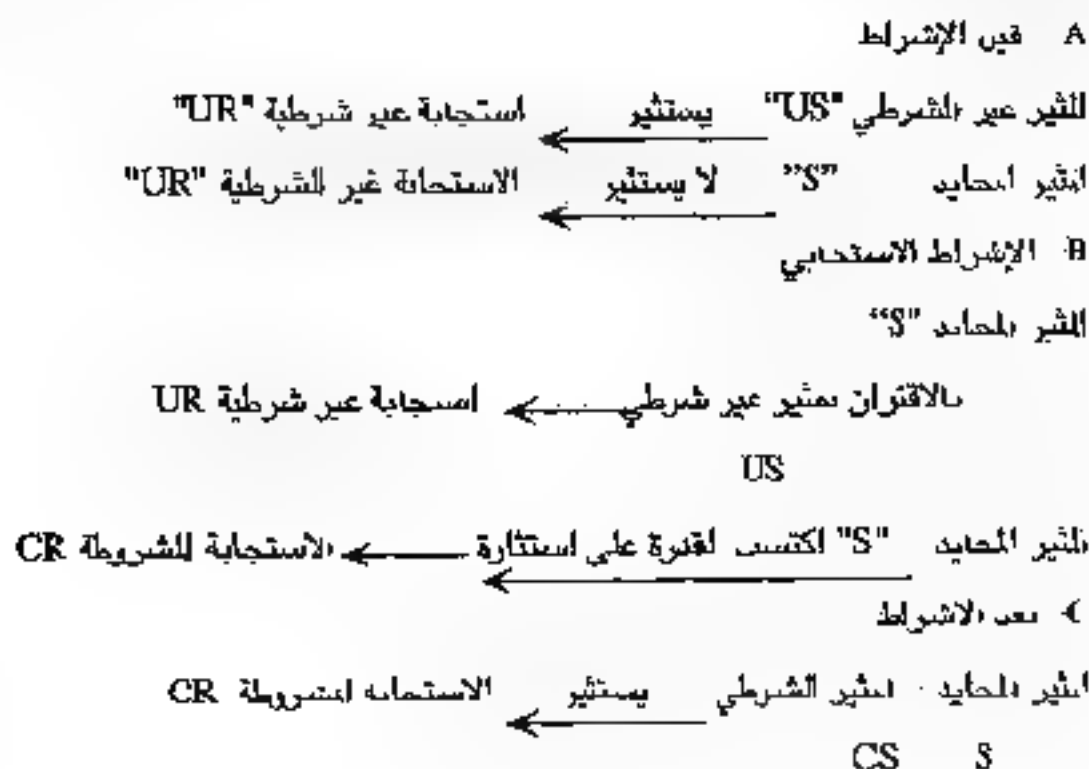 A قبل الإشراط
المثير غير الشرطي "US" يستثير استجابة غير شرطية "UR"
المثير المحايد "S" لا يستثير الاستجابة غير الشرطية "UR"
B الإشراط الاستجابي
المثير المحايد "S"
بالاقتران بمثير غير شرطي استجابة غير شرطية UR
US
المثير المحايد "S" اكتسب القدرة على استثارة الاستجابة المشروطة CR
C بعد الاشراط
المثير المحايد المثير الشرطي يستثير الاستجابة المشروطة CR
S CS